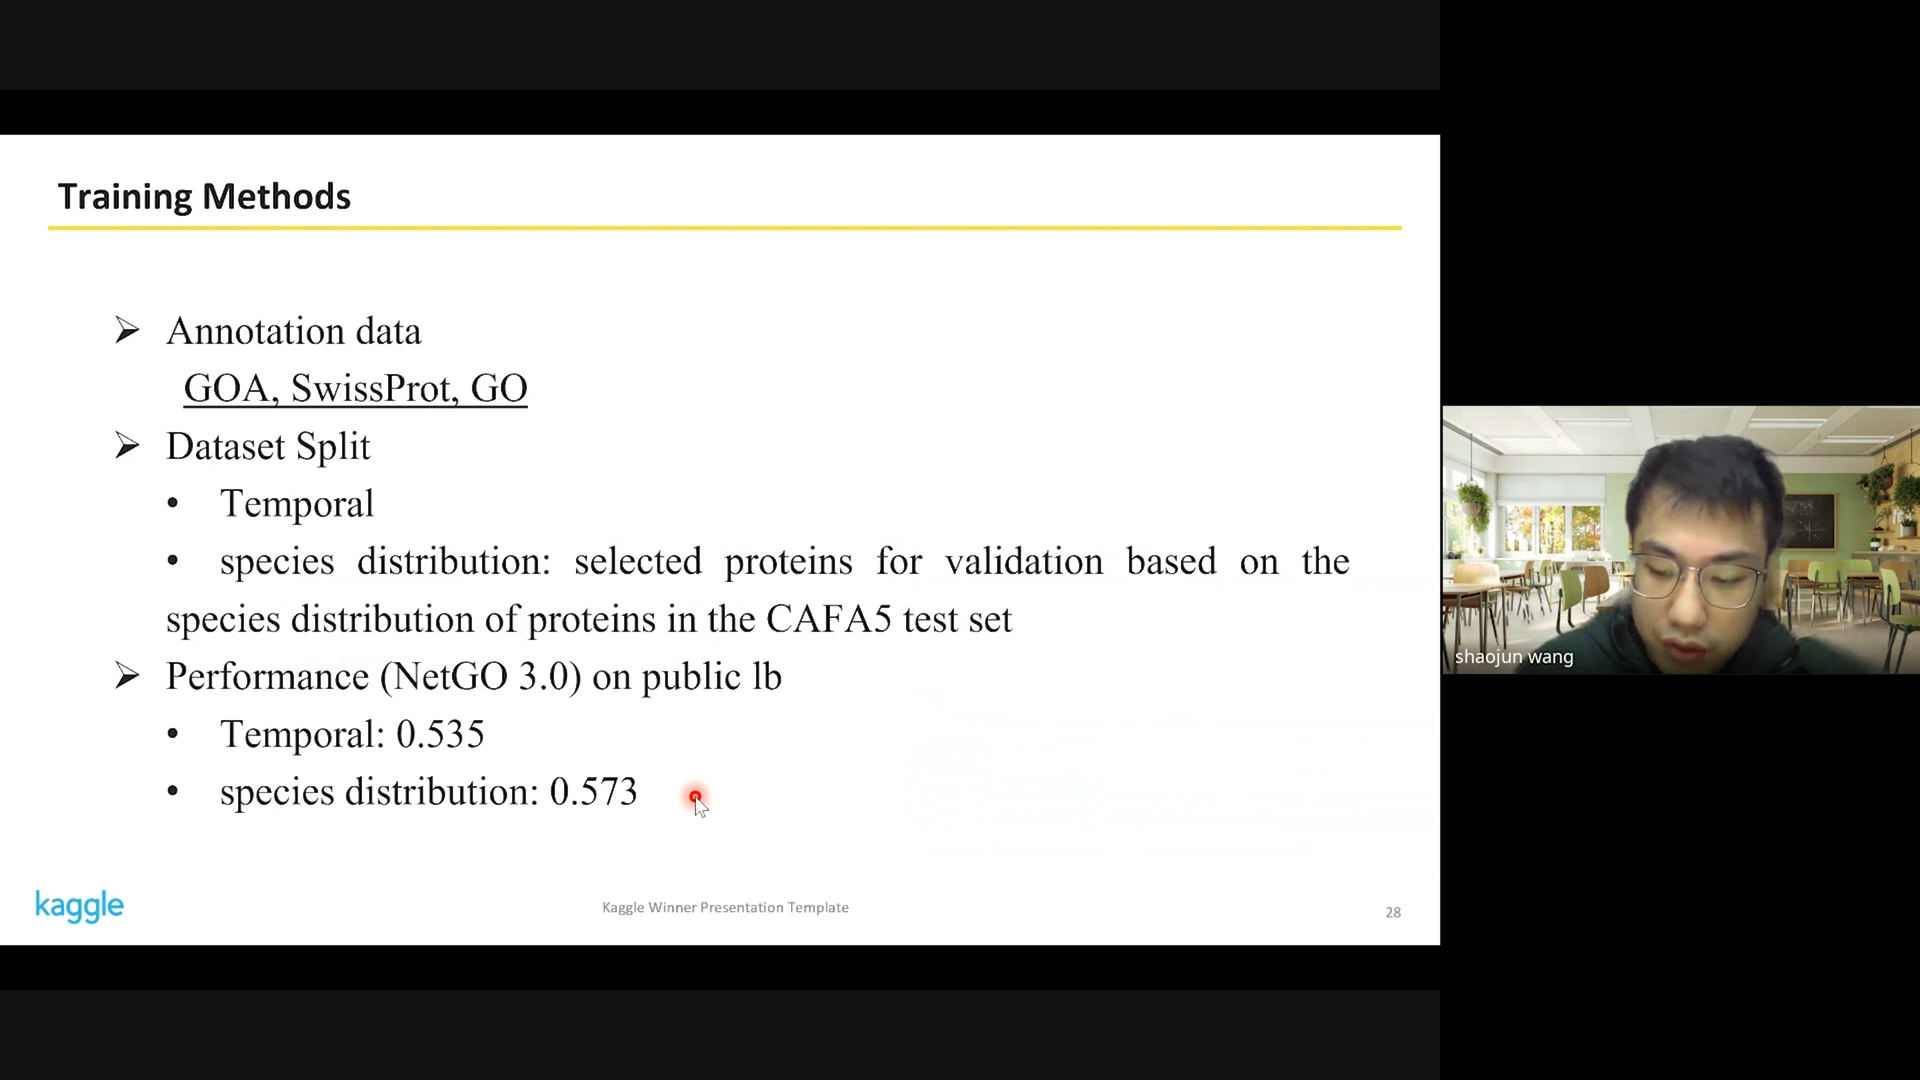 Training Methods
➢ Annotation data
GOA, SwissProt, GO
➢ Dataset Split
• Temporal
• species distribution: selected proteins for validation based on the
species distribution of proteins in the CAFA5 test set
➢ Performance (NetGO 3.0) on public lb
• Temporal: 0.535
• species distribution: 0.573
kaggle
Kaggle Winner Presentation Template
28
shaojun wang